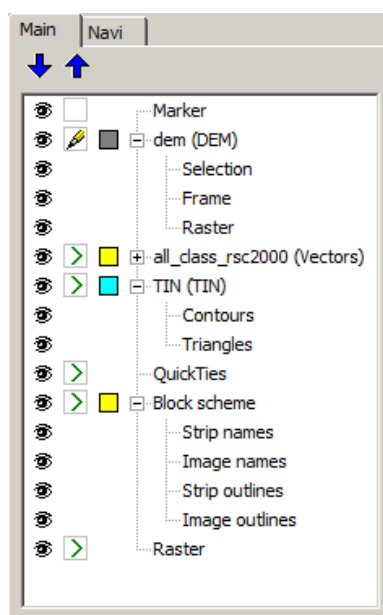 Main Navi
Marker
dem (DEM)
Selection
Frame
Raster
all_class_rsc2000 (Vectors)
TIN (TIN)
Contours
Triangles
QuickTies
Block scheme
Strip names
Image names
Strip outlines
Image outlines
Raster